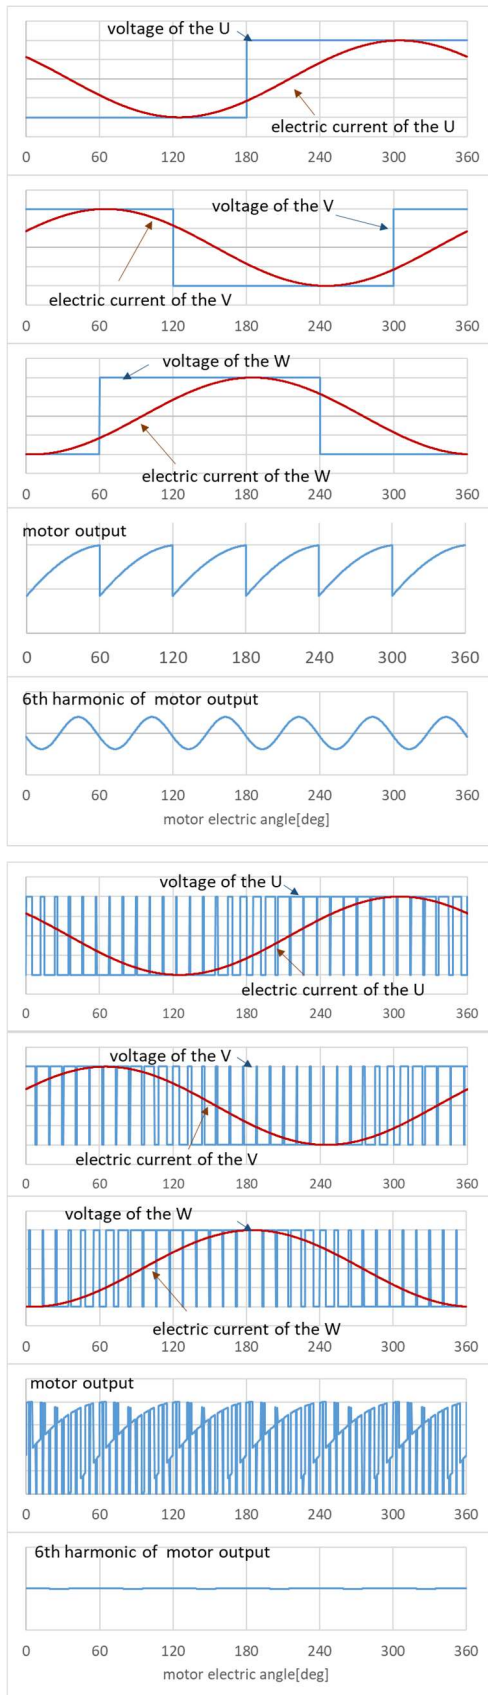 voltage of the U
electric current of the U
0 60 120 180 240 300 360
voltage of the V
electric current of the V
0 60 120 180 240 300 360
voltage of the W
electric current of the W
0 60 120 180 240 300 360
motor output
0 60 120 180 240 300 360
6th harmonic of motor output
0 60 120 180 240 300 360
motor electric angle[deg]
voltage of the U
electric current of the U
0 60 120 180 240 300 360
voltage of the V
electric current of the V
0 60 120 180 240 300 360
voltage of the W
electric current of the W
0 60 120 180 240 300 360
motor output
0 60 120 180 240 300 360
6th harmonic of motor output
0 60 120 180 240 300 360
motor electric angle[deg]